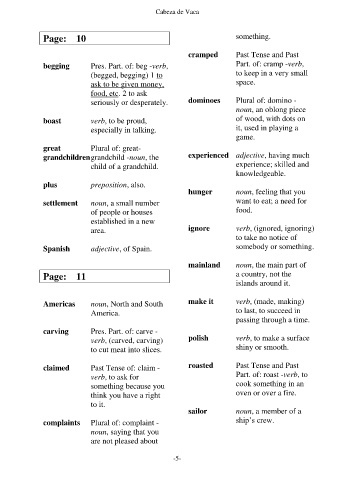 Cabeza de Vaca
Page: 10
begging Pres. Part. of: beg -verb,
(begged, begging) 1 to
ask to be given money,
food, etc. 2 to ask
seriously or desperately.
boast verb, to be proud,
especially in talking.
great Plural of: great-
grandchildren grandchild -noun, the
child of a grandchild.
plus preposition, also.
settlement noun, a small number
of people or houses
established in a new
area.
Spanish adjective, of Spain.
Page: 11
Americas noun, North and South
America.
carving Pres. Part. of: carve -
verb, (carved, carving)
to cut meat into slices.
claimed Past Tense of: claim -
verb, to ask for
something because you
think you have a right
to it.
complaints Plural of: complaint -
noun, saying that you
are not pleased about
something.
cramped Past Tense and Past
Part. of: cramp -verb,
to keep in a very small
space.
dominoes Plural of: domino -
noun, an oblong piece
of wood, with dots on
it, used in playing a
game.
experienced adjective, having much
experience; skilled and
knowledgeable.
hunger noun, feeling that you
want to eat; a need for
food.
ignore verb, (ignored, ignoring)
to take no notice of
somebody or something.
mainland noun, the main part of
a country, not the
islands around it.
make it verb, (made, making)
to last, to succeed in
passing through a time.
polish verb, to make a surface
shiny or smooth.
roasted Past Tense and Past
Part. of: roast -verb, to
cook something in an
oven or over a fire.
sailor noun, a member of a
ship's crew.
-5-